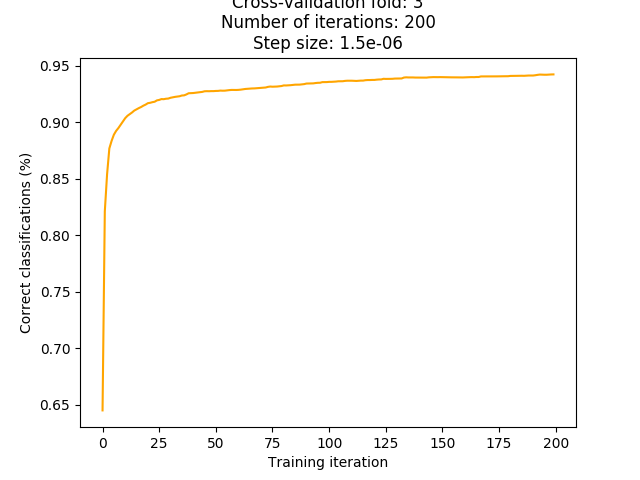 Cross-validation fold: 3
Number of iterations: 200
Step size: 1.5e-06
0.95
0.90
0.85
0.80
0.75
0.70
0.65
Correct classifications (%)
0 25 50 75 100 125 150 175 200
Training iteration